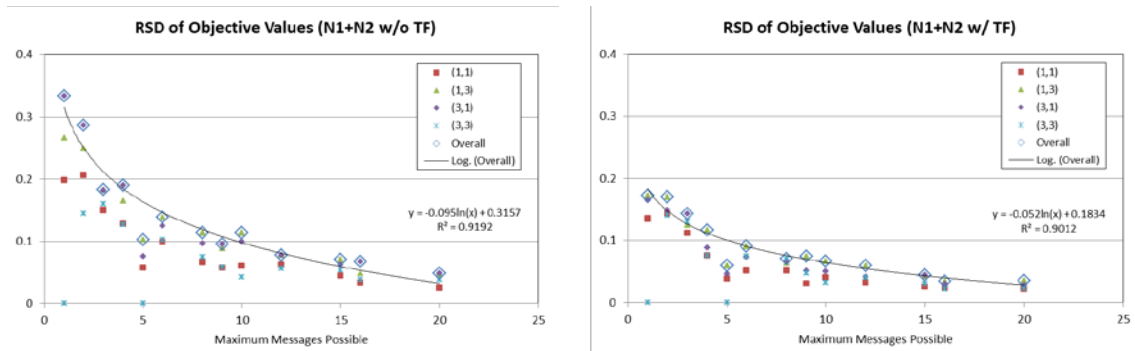 RSD of Objective Values (N1+N2 w/o TF)
0.4
0.3
0.2
0.1
0
0
5
10
15
20
25
Maximum Messages Possible
(1,1)
(1,3)
(3,1)
(3,3)
Overall
Log. (Overall)
y = -0.095ln(x) + 0.3157
R² = 0.9192
RSD of Objective Values (N1+N2 w/ TF)
0.4
0.3
0.2
0.1
0
0
5
10
15
20
25
Maximum Messages Possible
(1,1)
(1,3)
(3,1)
(3,3)
Overall
Log. (Overall)
y = -0.052ln(x) + 0.1834
R² = 0.9012